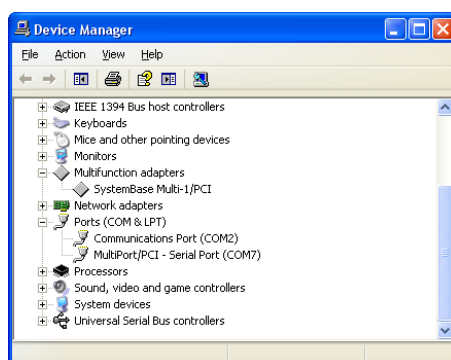 Device Manager
File Action View Help
IEEE 1394 Bus host controllers
Keyboards
Mice and other pointing devices
Monitors
Multifunction adapters
SystemBase Multi-1/PCI
Network adapters
Ports (COM & LPT)
Communications Port (COM2)
MultiPort/PCI - Serial Port (COM7)
Processors
Sound, video and game controllers
System devices
Universal Serial Bus controllers